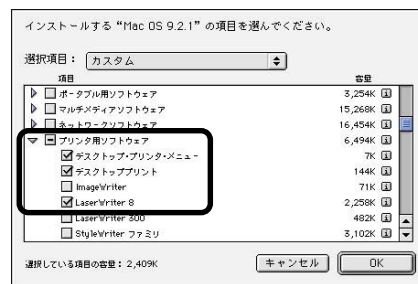 インストールする“Mac OS 9.2.1”の項目を選んでください。
選択項目： カスタム
項目 容量
ポータブル用ソフトウェア 3,254K
マルチメディアソフトウェア 15,268K
ネットワークソフトウェア 16,454K
プリンタ用ソフトウェア 6,494K
デスクトップ・プリンタ・メニュー 7K
デスクトッププリント 144K
ImageWriter 71K
LaserWriter 8 2,258K
LaserWriter 300 482K
StyleWriter ファミリ 3,102K
選択している項目の容量：2,409K キャンセル OK